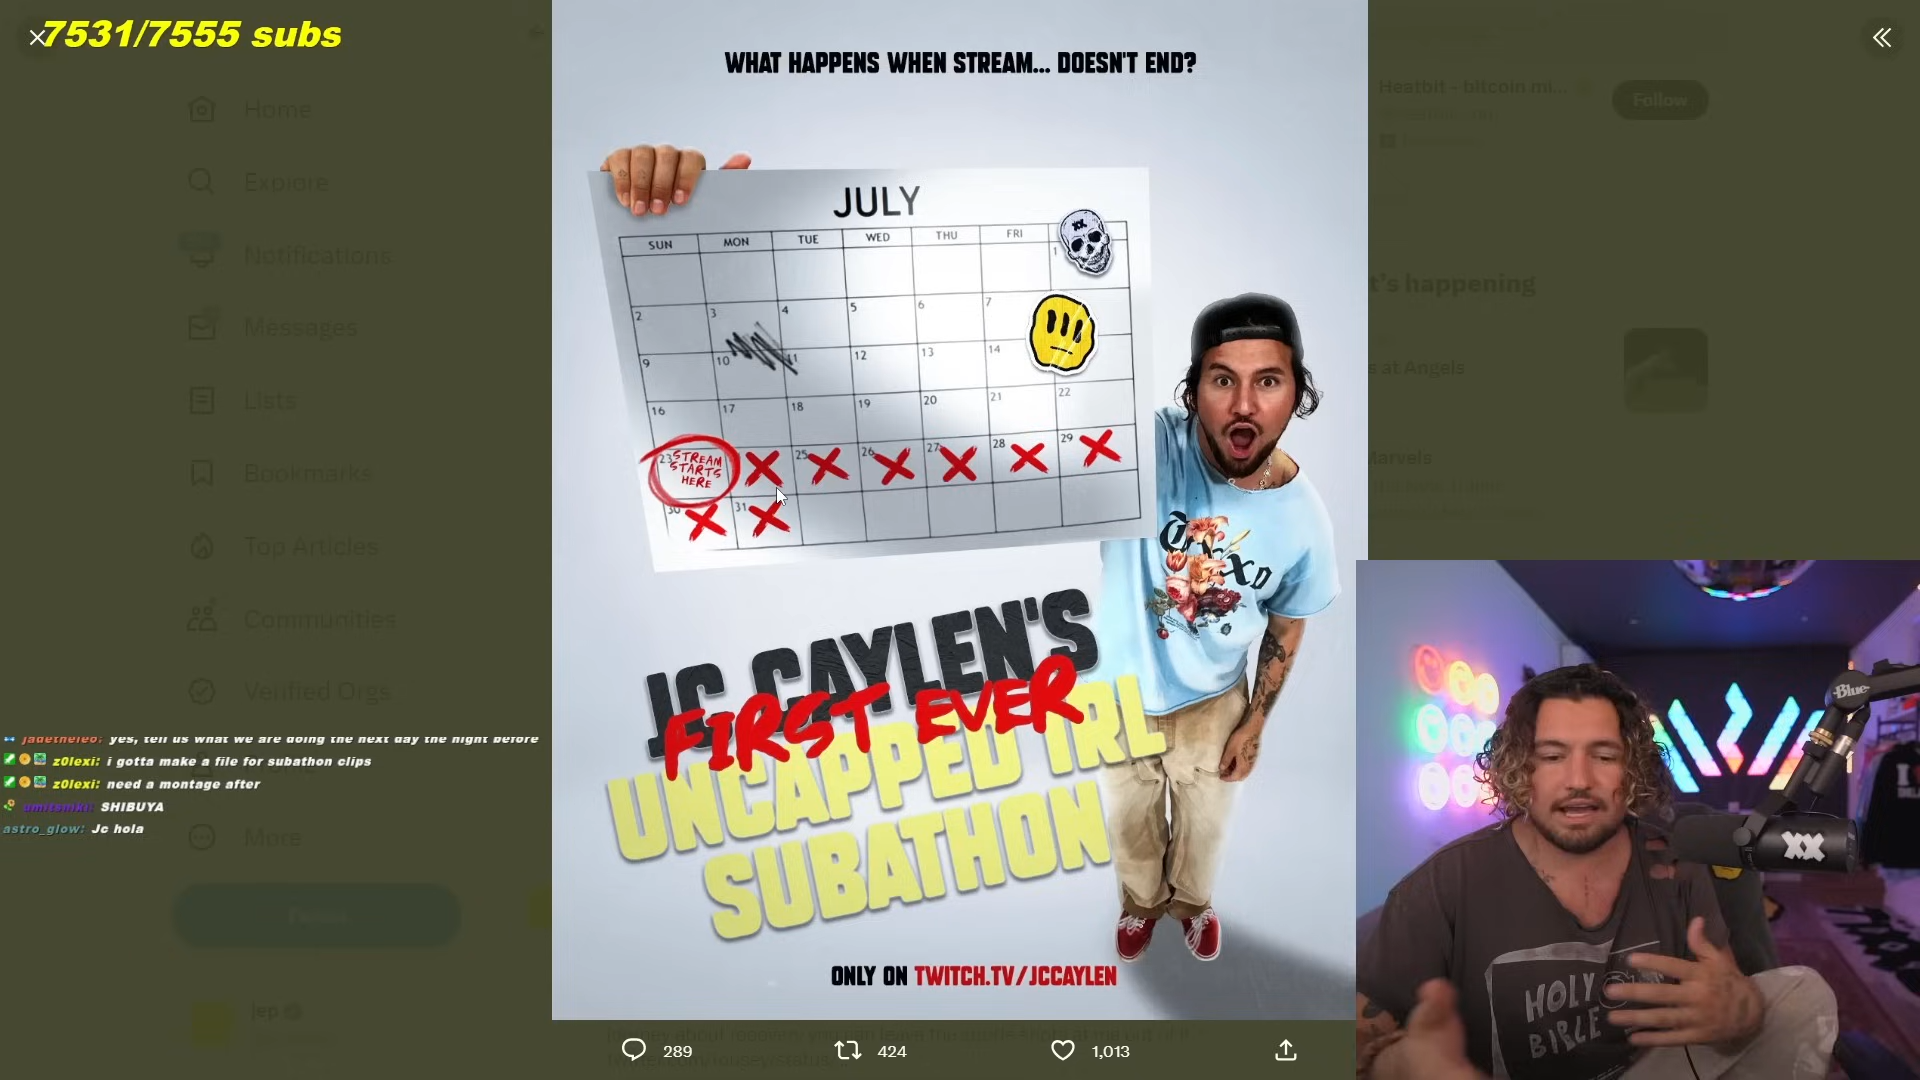 7531/7555 subs
WHAT HAPPENS WHEN STREAM... DOESN'T END?
Home
Explore
Notifications
Messages
Lists
Bookmarks
Top Articles
Communities
Verified Orgs
More
JULY
SUN MON TUE WED THU FRI
1
2 3 4 5 6 7
9 10 11 12 13 14
16 17 18 19 20 21 22
23 STREAM STARTS HERE 25 26 27 28 29
30 31
JC CAYLEN'S
FIRST EVER
UNCAPPED IRL
SUBATHON
ONLY ON TWITCH.TV/JCCAYLEN
jadetheleo: yes, tell us what we are doing the next day the night before
z0lexi: i gotta make a file for subathon clips
z0lexi: need a montage after
SHIBUYA
astro_glow: Jc hola
jep
289 424 1,013
Heatbit - bitcoin mi...
Follow
t's happening
s at Angels
Marvels
Blue
XX
HOLY
BIBLE